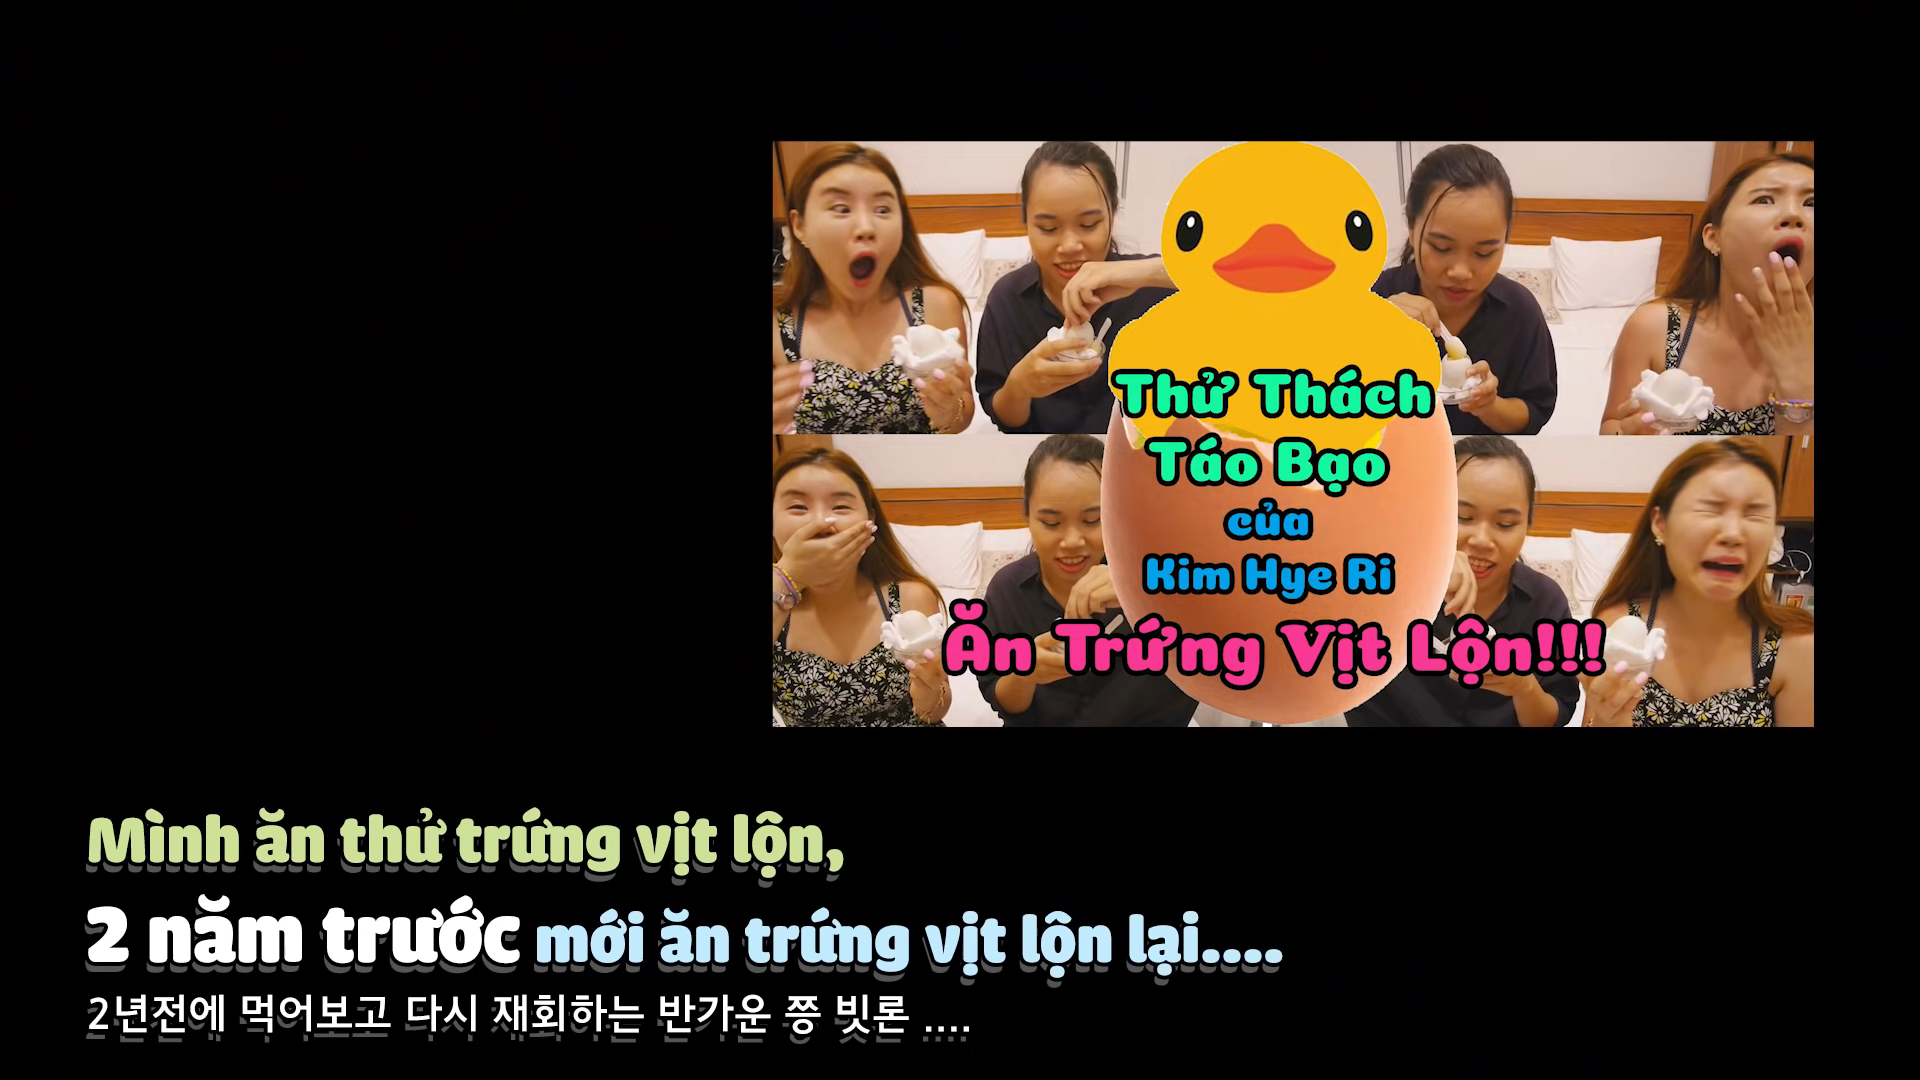 Thử Thách
Táo Bạo
của
Kim Hye Ri
Ăn Trứng Vịt Lộn!!!
Mình ăn thử trứng vịt lộn,
2 năm trước mới ăn trứng vịt lộn lại....
2년전에 먹어보고 다시 재회하는 반가운 쯩 빗론 ....